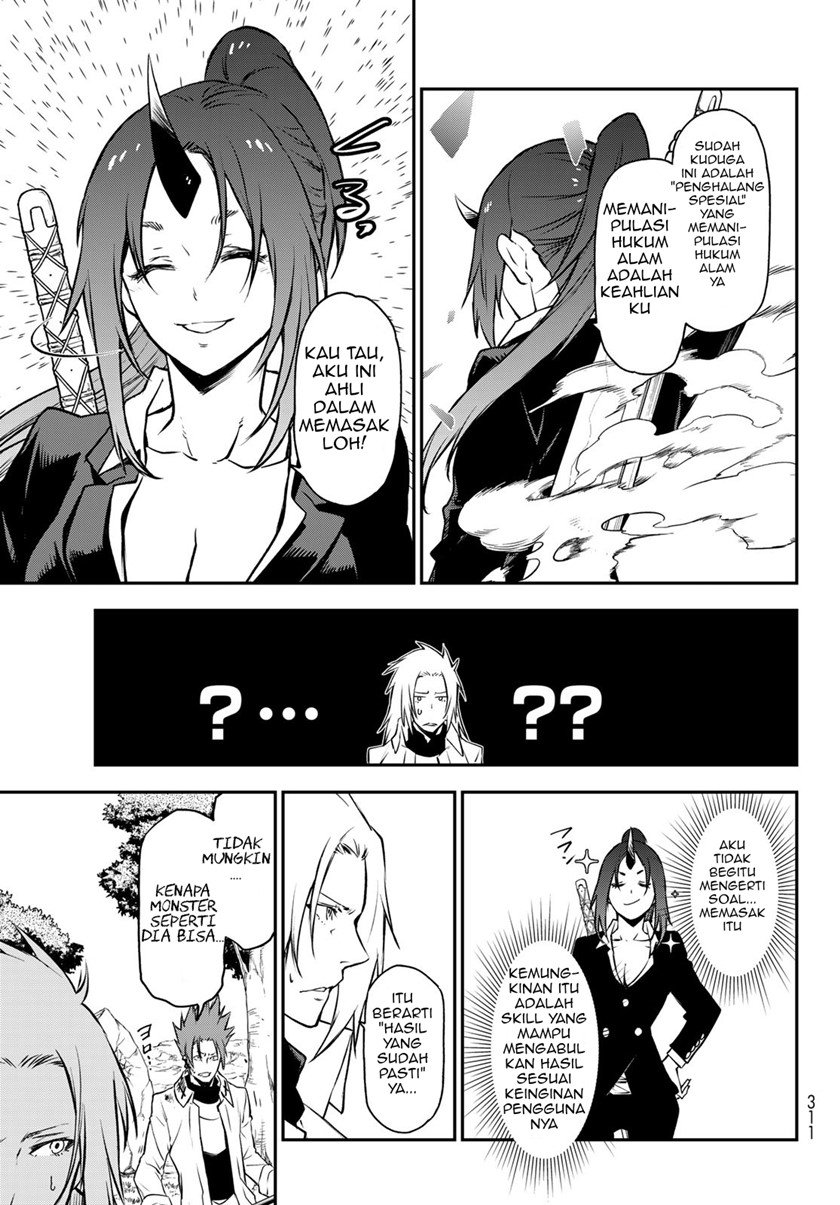 SUDAH
KUDUGA
INI ADALAH
"PENGHALANG
SPESIAL"
YANG
MEMANI-
PULASI
HUKUM
ALAM
YA
MEMANI-
PULASI
HUKUM
ALAM
ADALAH
KEAHLIAN
KU
KAU TAU,
AKU INI
AHLI
DALAM
MEMASAK
LOH!
?… ??
AKU
TIDAK
BEGITU
MENGERTI
SOAL...
MEMASAK
ITU
KEMUNG-
KINAN ITU
ADALAH
SKILL YANG
MAMPU
MENGABUL
KAN HASIL
SESUAI
KEINGINAN
PENGGUNA
NYA
ITU
BERARTI
"HASIL
YANG
SUDAH
PASTI"
YA...
TIDAK
MUNGKIN
....
KENAPA
MONSTER
SEPERTI
DIA BISA...
311